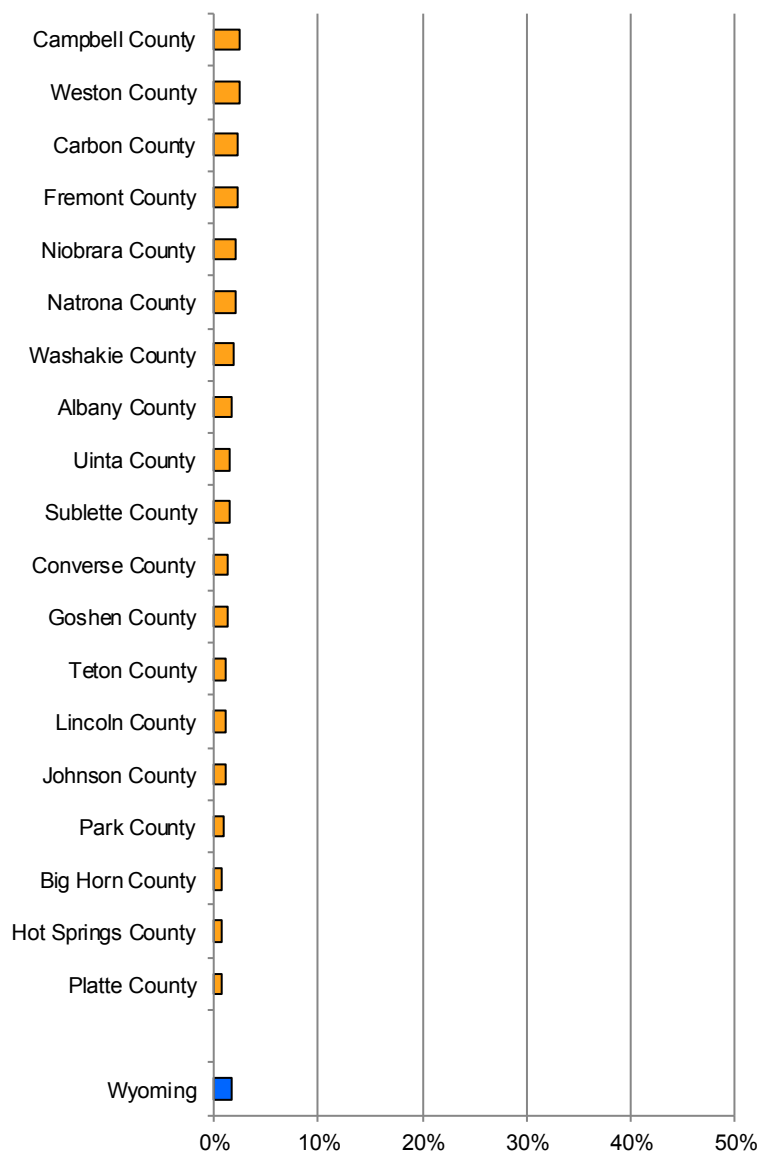 Campbell County
Weston County
Carbon County
Fremont County
Niobrara County
Natrona County
Washakie County
Albany County
Uinta County
Sublette County
Converse County
Goshen County
Teton County
Lincoln County
Johnson County
Park County
Big Horn County
Hot Springs County
Platte County
Wyoming
0% 10% 20% 30% 40% 50%